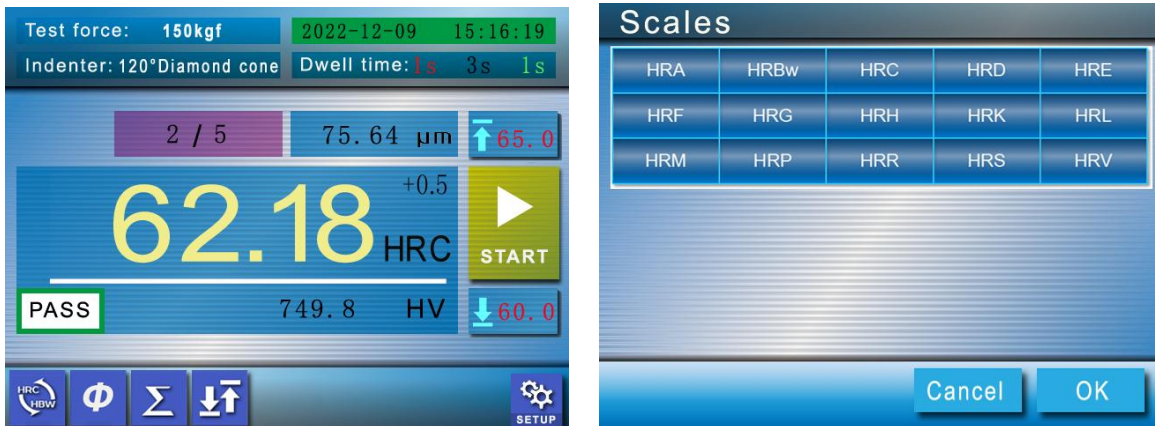 Test force: 150kgf 2022-12-09 15:16:19
Indenter: 120°Diamond cone Dwell time: 1s 3s 1s
2 / 5 75.64 μm 65.0
+0.5
62.18 HRC START
PASS 749.8 HV 60.0
HRC HBW Φ Σ SETUP
Scales
HRA HRBw HRC HRD HRE
HRF HRG HRH HRK HRL
HRM HRP HRR HRS HRV
Cancel OK